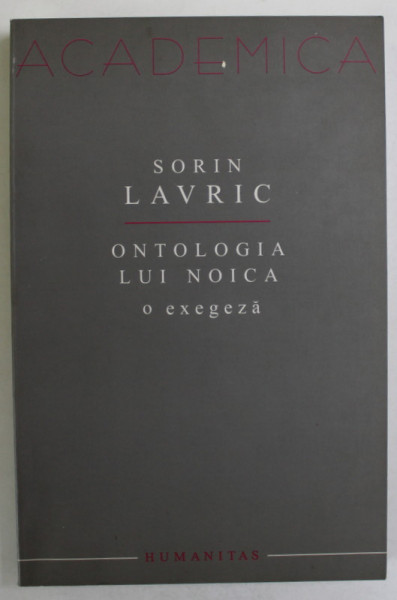 ACADEMICA
SORIN
LAVRIC
ONTOLOGIA
LUI NOICA
o exegeză
HUMANITAS